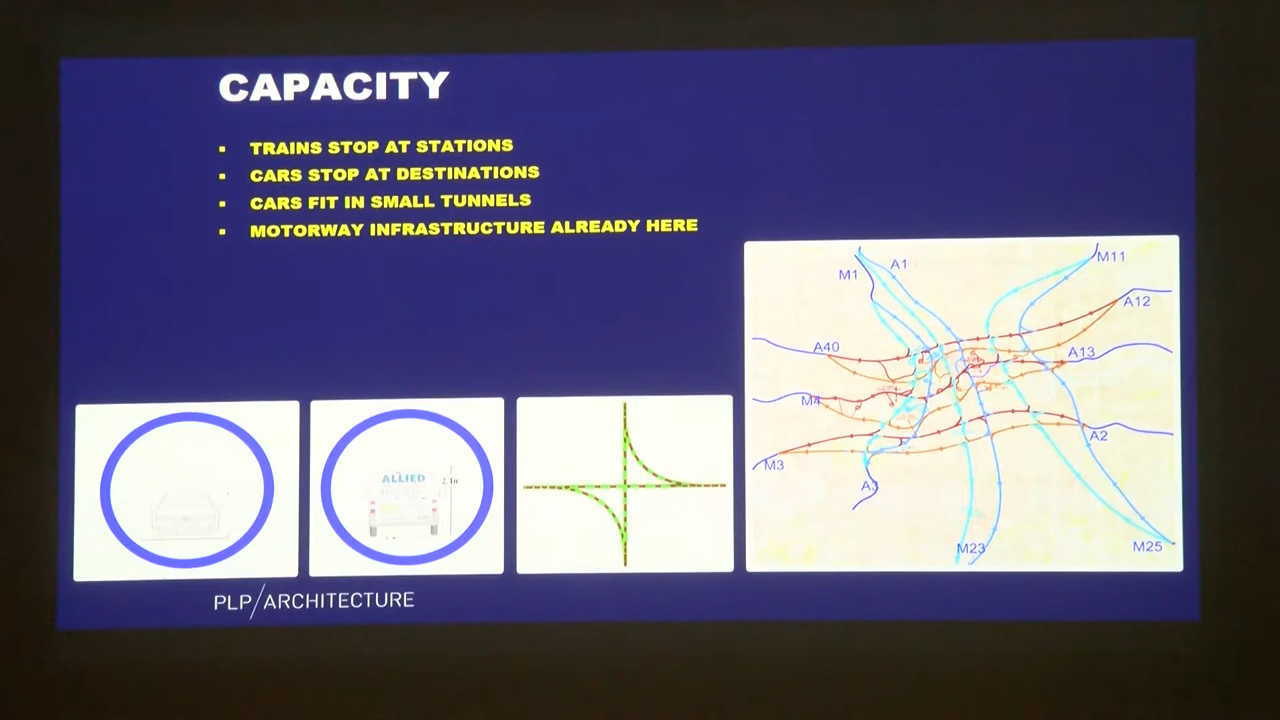 CAPACITY
▪ TRAINS STOP AT STATIONS
▪ CARS STOP AT DESTINATIONS
▪ CARS FIT IN SMALL TUNNELS
▪ MOTORWAY INFRASTRUCTURE ALREADY HERE
M1
A1
M11
A12
A40
A13
M4
A2
M3
A3
M23
M25
ALLIED
PLP/ARCHITECTURE